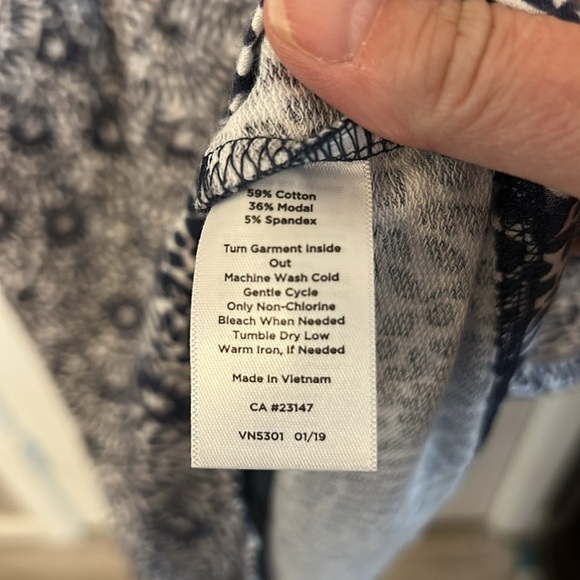 59% Cotton
36% Modal
5% Spandex
Turn Garment Inside
Out
Machine Wash Cold
Gentle Cycle
Only Non-Chlorine
Bleach When Needed
Tumble Dry Low
Warm Iron, If Needed
Made in Vietnam
CA #23147
VN5301 01/19